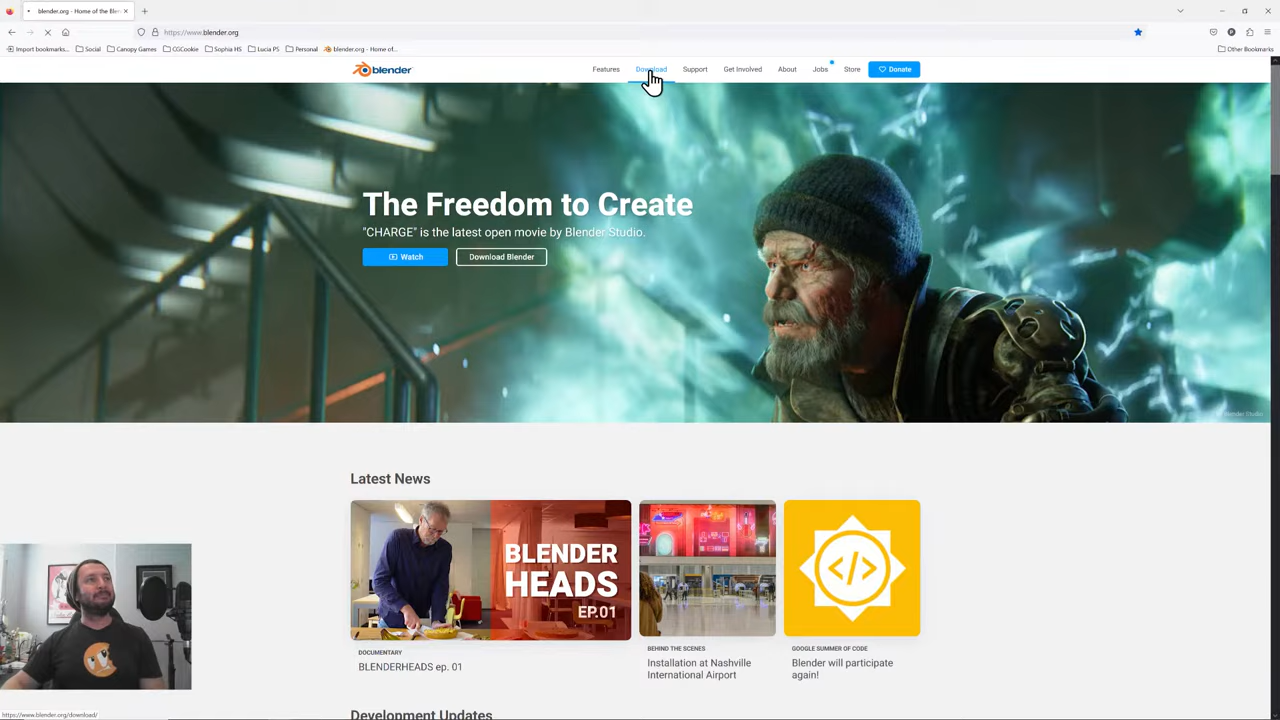 blender.org - Home of the Ble
https://www.blender.org
Import bookmarks...
Social
Canopy Games
CGCookie
Sophia HS
Lucia PS
Personal
blender.org - Home of...
Other Bookmarks
blender
Features
Download
Support
Get Involved
About
Jobs
Store
Donate
The Freedom to Create
"CHARGE" is the latest open movie by Blender Studio.
Watch
Download Blender
Blender Studio
Latest News
BLENDER
HEADS
EP.01
DOCUMENTARY
BLENDERHEADS ep. 01
BEHIND THE SCENES
Installation at Nashville
International Airport
GOOGLE SUMMER OF CODE
Blender will participate
again!
Development Updates
https://www.blender.org/download/